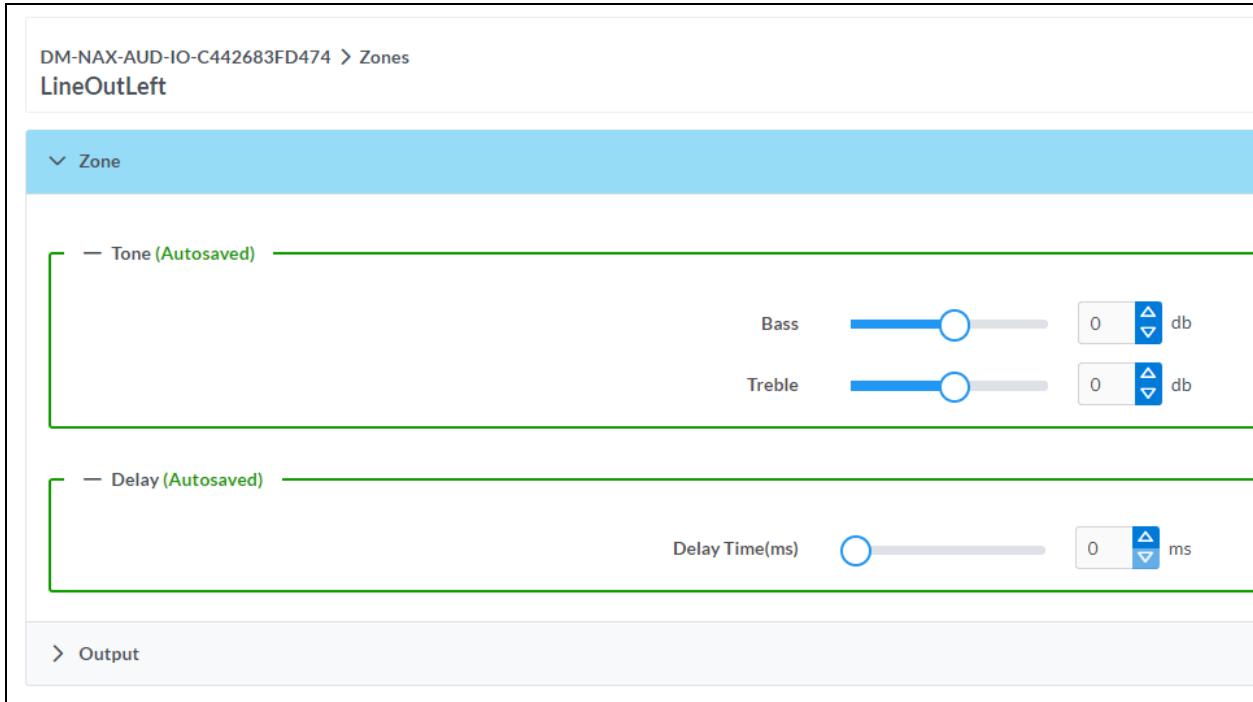 DM-NAX-AUD-IO-C442683FD474 > Zones
LineOutLeft
Zone
Tone (Autosaved)
Bass 0 db
Treble 0 db
Delay (Autosaved)
Delay Time(ms) 0 ms
Output